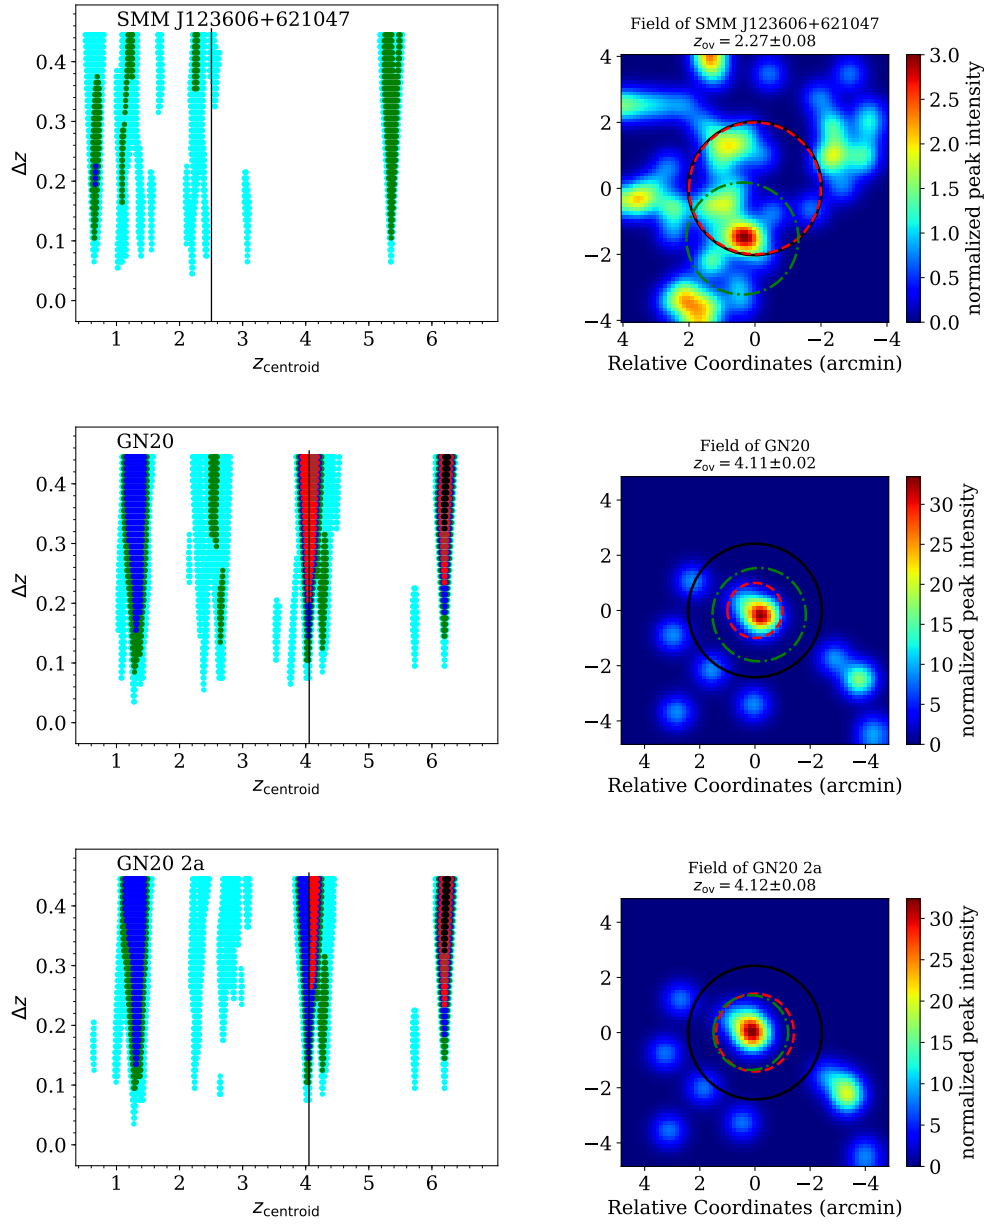 SMM J123606+621047
0.4
0.3
0.2
0.1
0.0
Δz
1 2 3 4 5 6
z_centroid
Field of SMM J123606+621047
z_ov = 2.27±0.08
4
2
0
−2
−4
4 2 0 −2 −4
Relative Coordinates (arcmin)
3.0
2.5
2.0
1.5
1.0
0.5
0.0
normalized peak intensity
GN20
0.4
0.3
0.2
0.1
0.0
Δz
1 2 3 4 5 6
z_centroid
Field of GN20
z_ov = 4.11±0.02
4
2
0
−2
−4
4 2 0 −2 −4
Relative Coordinates (arcmin)
30
25
20
15
10
5
0
normalized peak intensity
GN20 2a
0.4
0.3
0.2
0.1
0.0
Δz
1 2 3 4 5 6
z_centroid
Field of GN20 2a
z_ov = 4.12±0.08
4
2
0
−2
−4
4 2 0 −2 −4
Relative Coordinates (arcmin)
30
25
20
15
10
5
0
normalized peak intensity